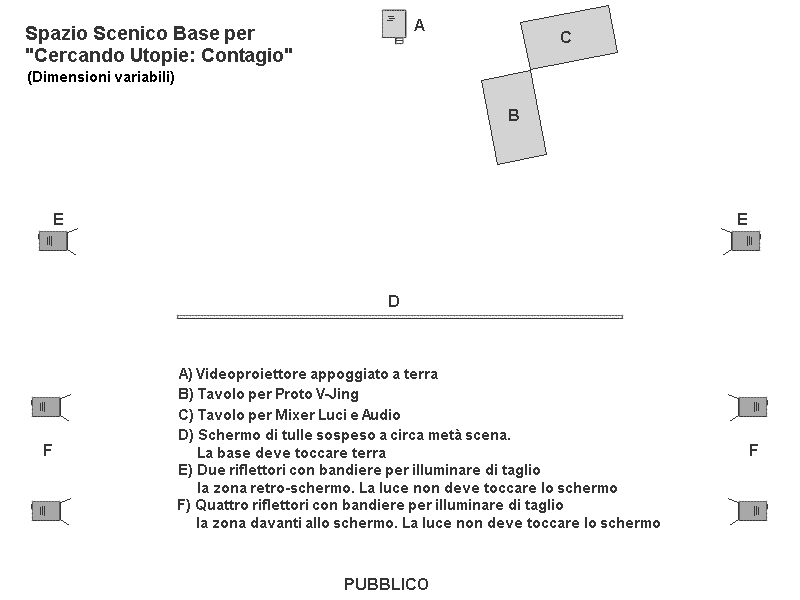 Spazio Scenico Base per
"Cercando Utopie: Contagio"
(Dimensioni variabili)
A
C
B
E
E
D
A) Videoproiettore appoggiato a terra
B) Tavolo per Proto V-Jing
C) Tavolo per Mixer Luci e Audio
D) Schermo di tulle sospeso a circa metà scena.
La base deve toccare terra
E) Due riflettori con bandiere per illuminare di taglio
la zona retro-schermo. La luce non deve toccare lo schermo
F) Quattro riflettori con bandiere per illuminare di taglio
la zona davanti allo schermo. La luce non deve toccare lo schermo
F
F
PUBBLICO